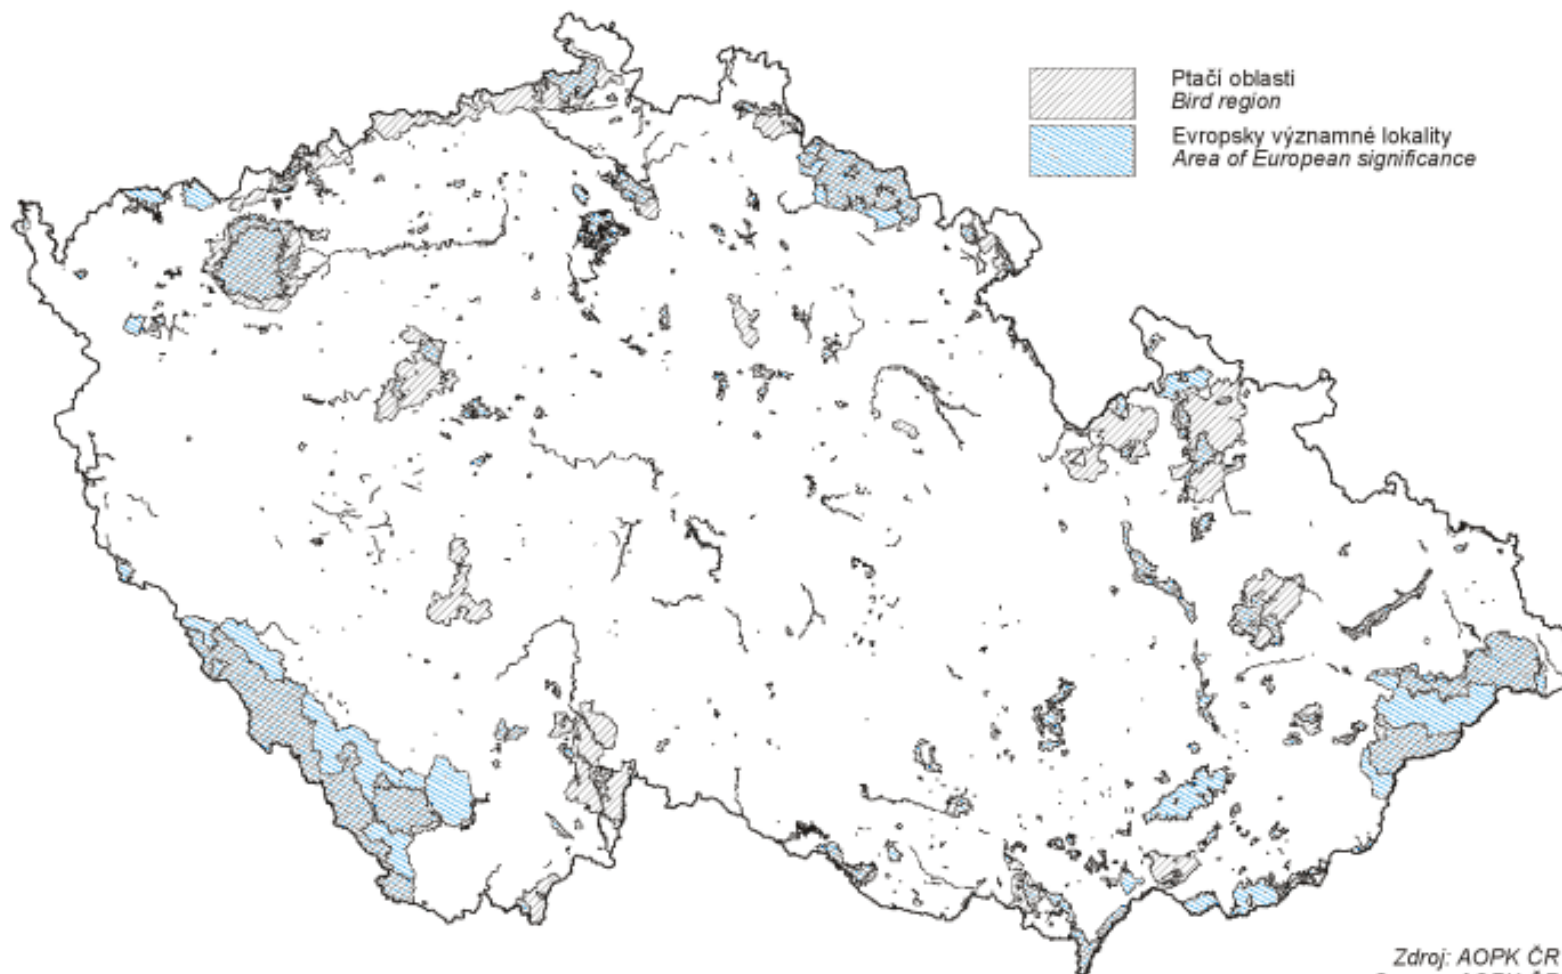 Ptačí oblasti
Bird region
Evropsky významné lokality
Area of European significance
Zdroj: AOPK ČR